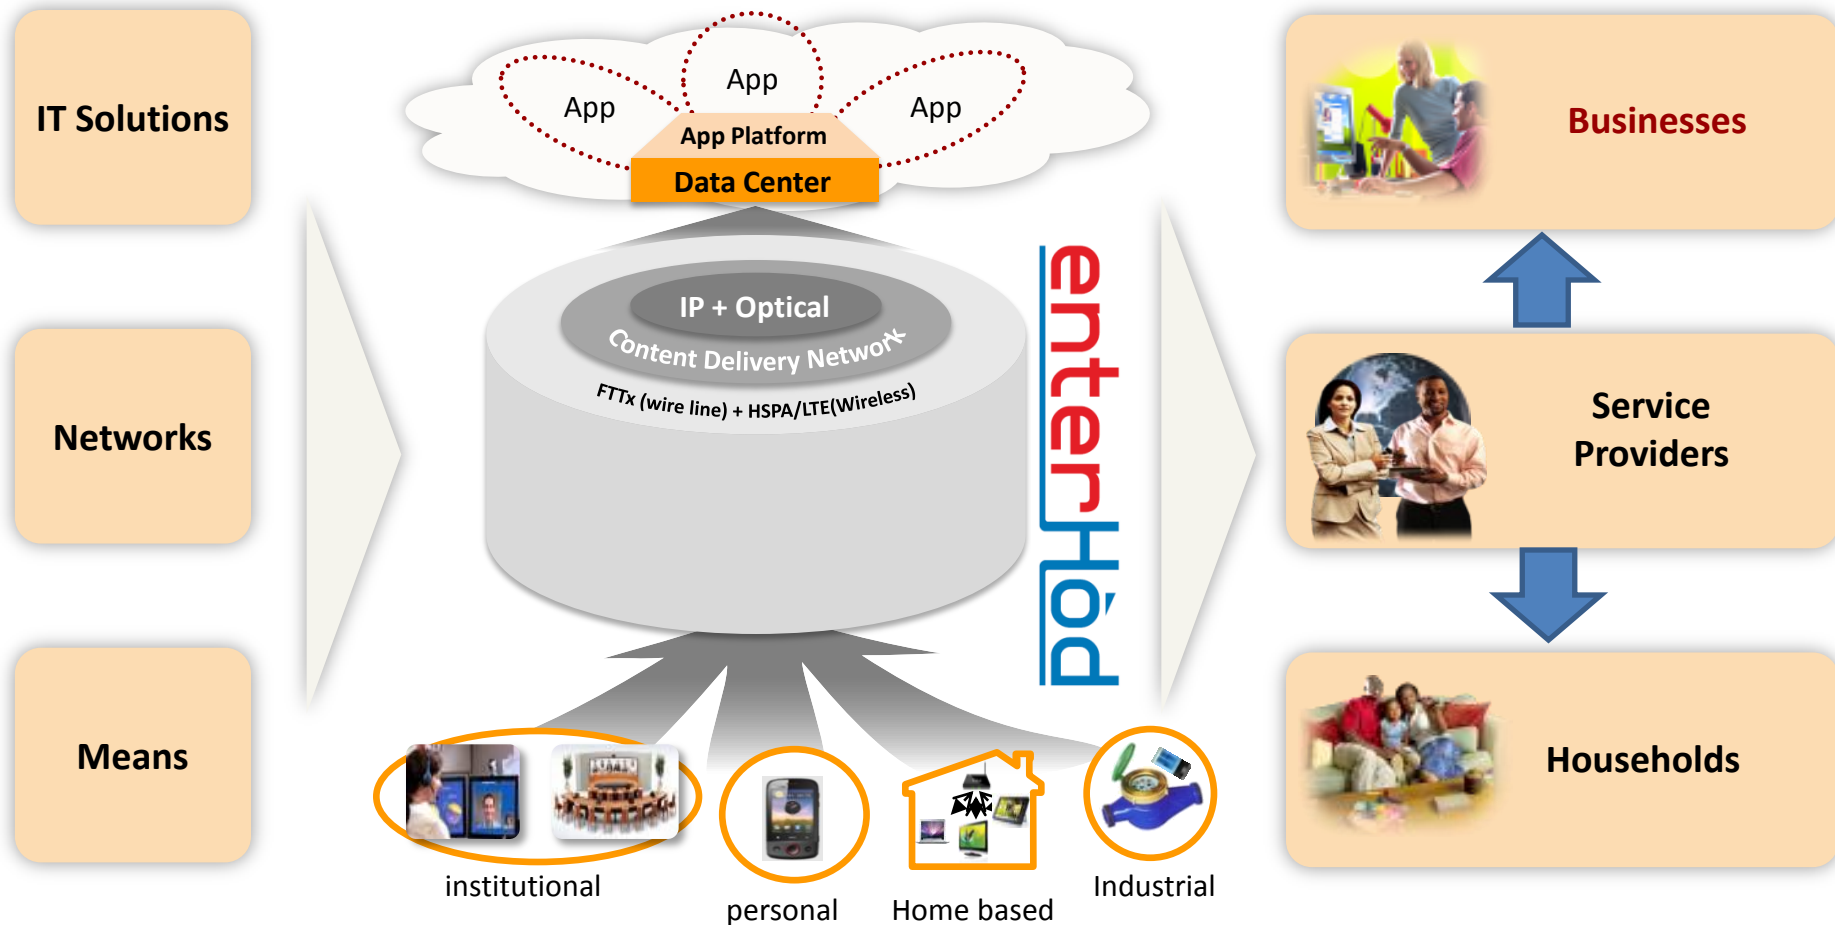 IT Solutions
Networks
Means
App
App
App
App Platform
Data Center
IP + Optical
Content Delivery Network
FTTx (wire line) + HSPA/LTE(Wireless)
enterHód
institutional
personal
Home based
Industrial
Businesses
Service
Providers
Households